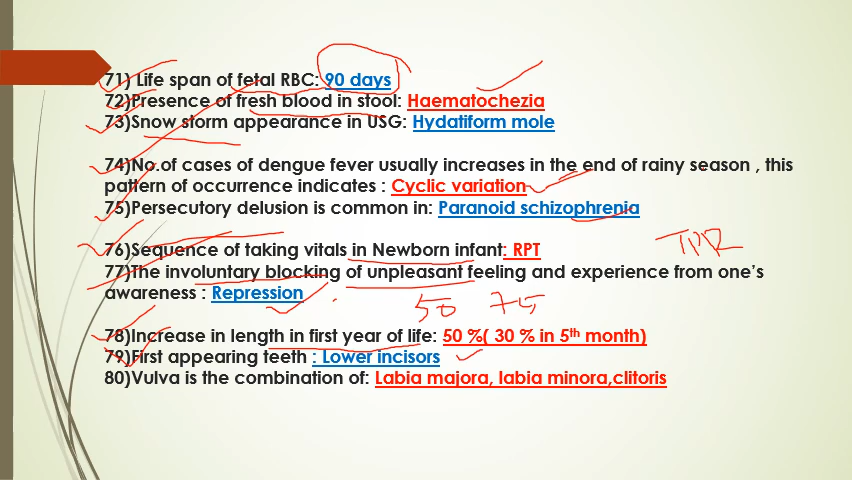 71) Life span of fetal RBC: 90 days
72)Presence of fresh blood in stool: Haematochezia
73)Snow storm appearance in USG: Hydatiform mole
74)No.of cases of dengue fever usually increases in the end of rainy season , this
pattern of occurrence indicates : Cyclic variation
75)Persecutory delusion is common in: Paranoid schizophrenia
76)Sequence of taking vitals in Newborn infant: RPT
TPR
77)The involuntary blocking of unpleasant feeling and experience from one's
awareness : Repression
50 75
78)Increase in length in first year of life: 50 %( 30 % in 5th month)
79)First appearing teeth : Lower incisors
80)Vulva is the combination of: Labia majora, labia minora,clitoris